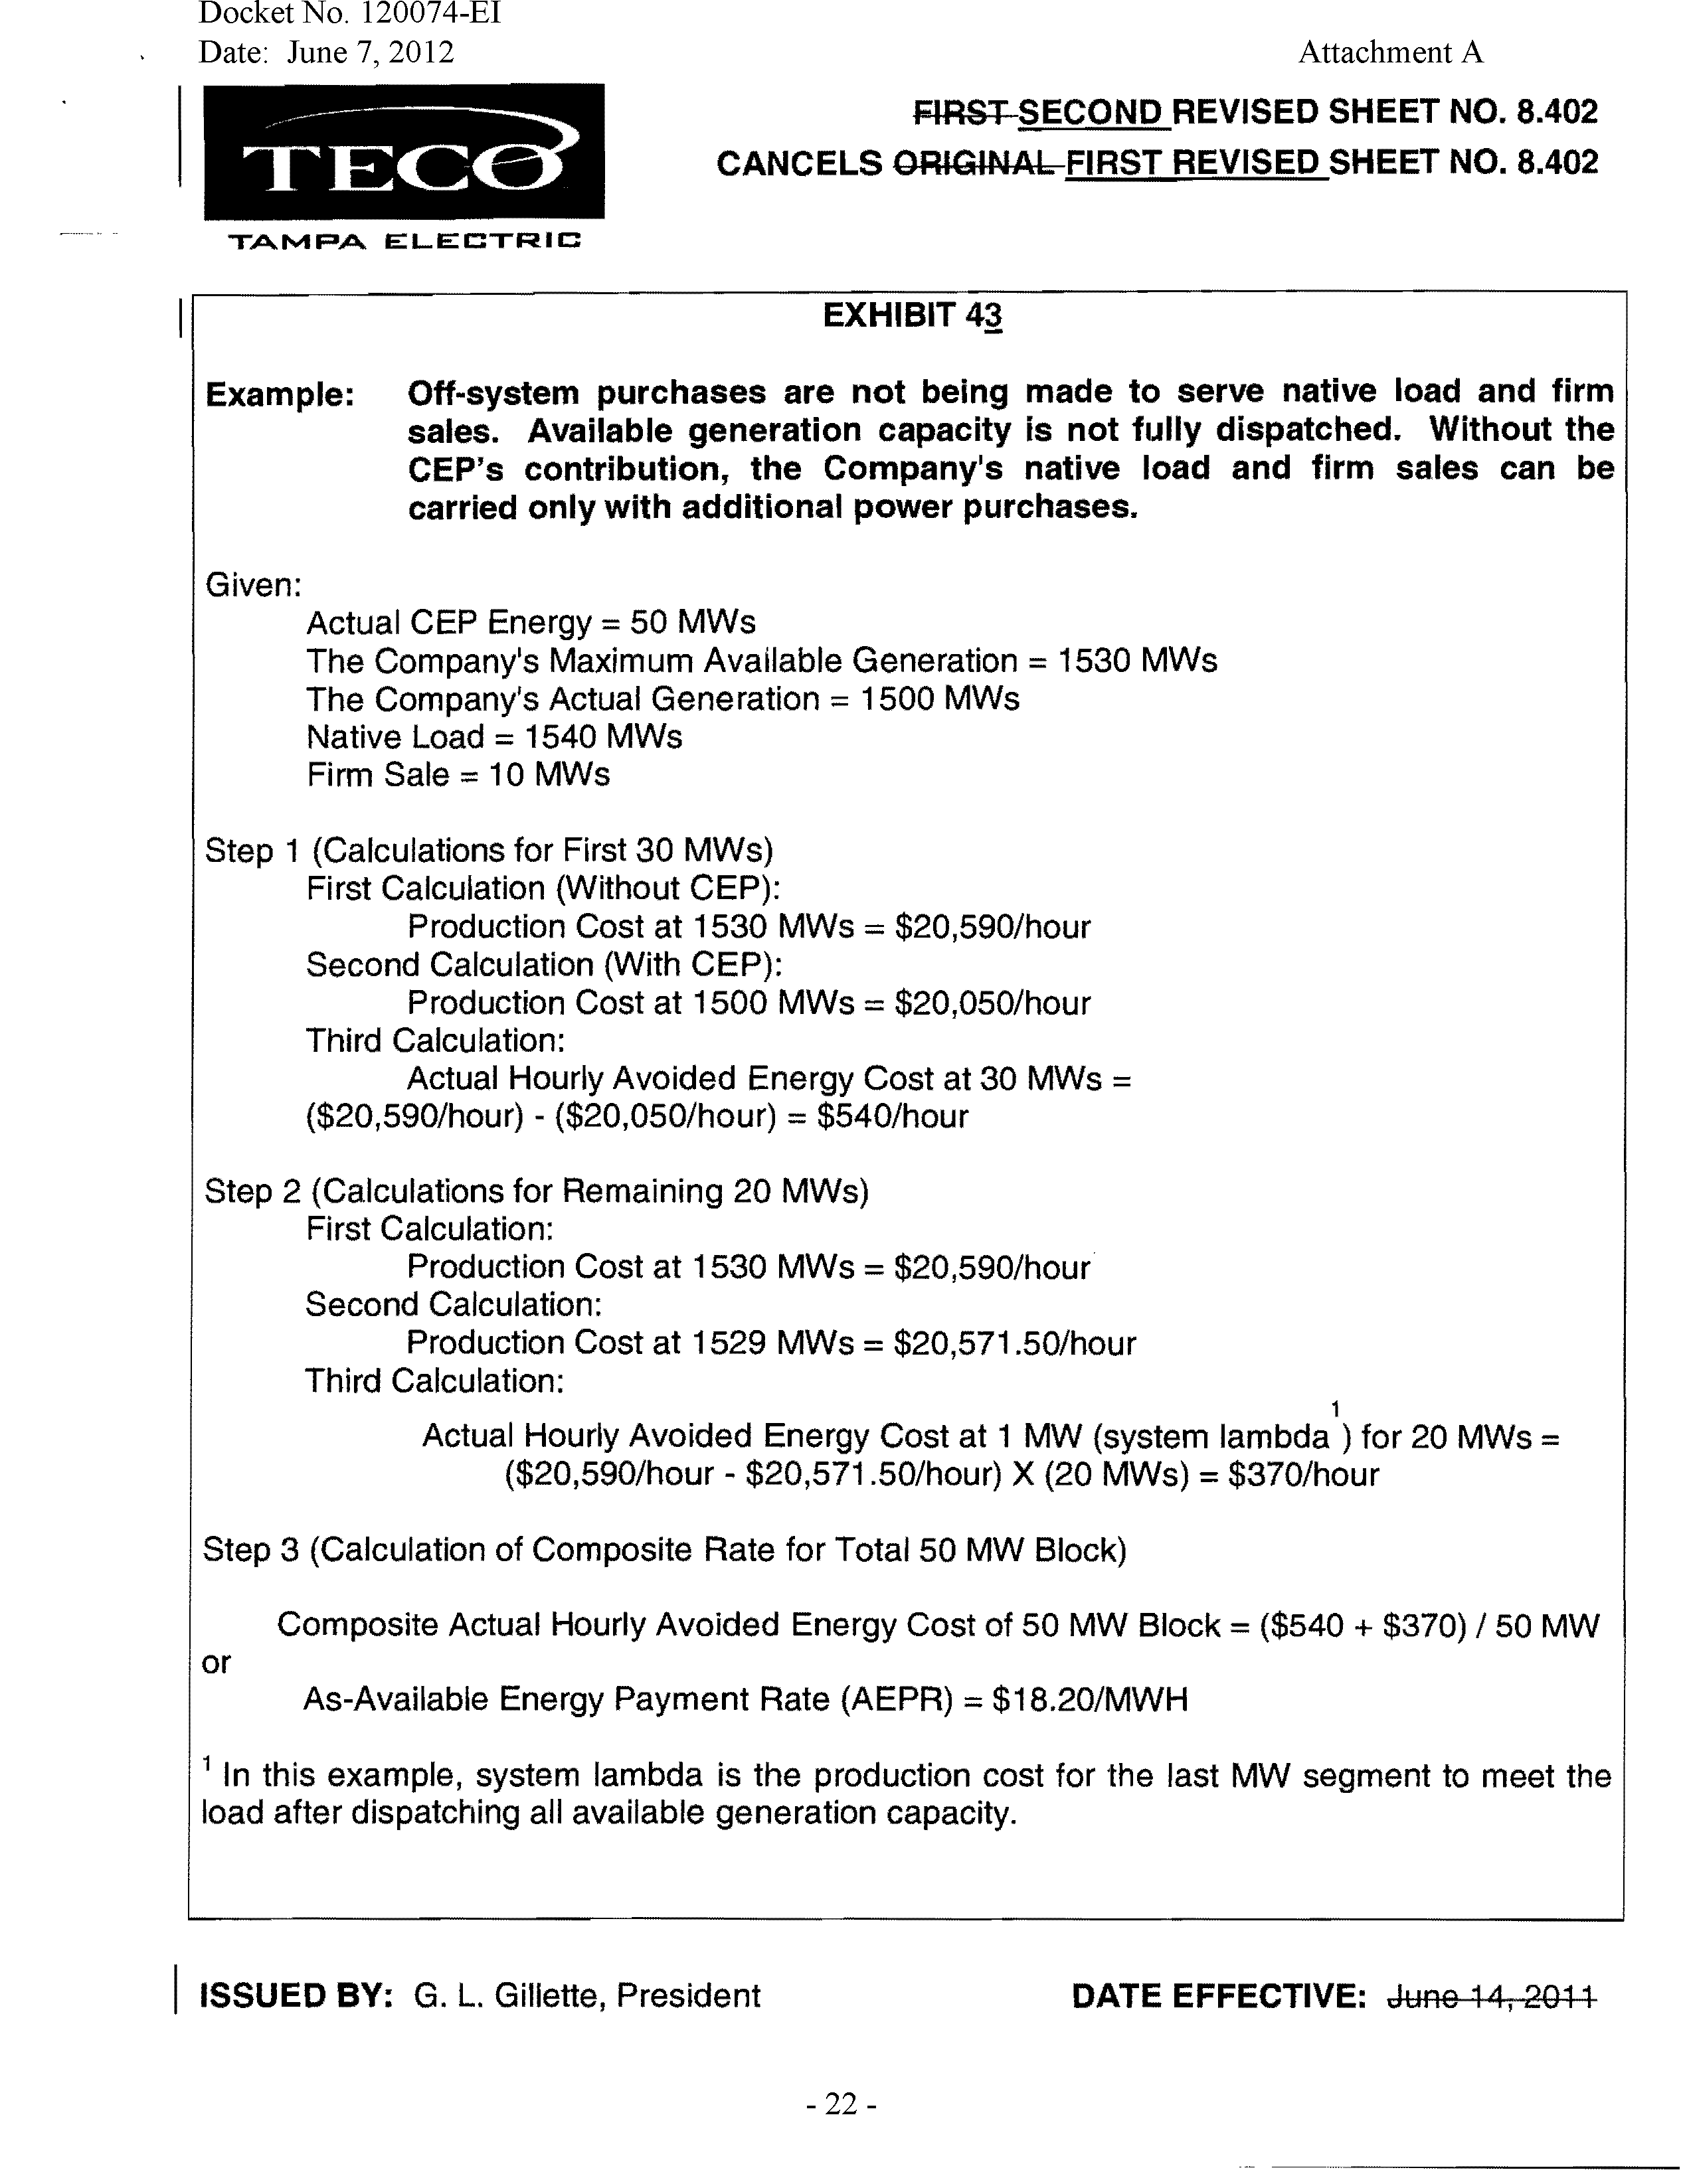 Docket No. 120074-EI
Date: June 7, 2012
Attachment A
TECO
TAMPA ELECTRIC
FIRST SECOND REVISED SHEET NO. 8.402
CANCELS ORIGINAL FIRST REVISED SHEET NO. 8.402
EXHIBIT 43
Example: Off-system purchases are not being made to serve native load and firm
sales. Available generation capacity is not fully dispatched. Without the
CEP's contribution, the Company's native load and firm sales can be
carried only with additional power purchases.
Given:
Actual CEP Energy = 50 MWs
The Company's Maximum Available Generation = 1530 MWs
The Company's Actual Generation = 1500 MWs
Native Load = 1540 MWs
Firm Sale = 10 MWs
Step 1 (Calculations for First 30 MWs)
First Calculation (Without CEP):
Production Cost at 1530 MWs = $20,590/hour
Second Calculation (With CEP):
Production Cost at 1500 MWs = $20,050/hour
Third Calculation:
Actual Hourly Avoided Energy Cost at 30 MWs =
($20,590/hour) - ($20,050/hour) = $540/hour
Step 2 (Calculations for Remaining 20 MWs)
First Calculation:
Production Cost at 1530 MWs = $20,590/hour
Second Calculation:
Production Cost at 1529 MWs = $20,571.50/hour
Third Calculation:
Actual Hourly Avoided Energy Cost at 1 MW (system lambda 1) for 20 MWs =
($20,590/hour - $20,571.50/hour) X (20 MWs) = $370/hour
Step 3 (Calculation of Composite Rate for Total 50 MW Block)
Composite Actual Hourly Avoided Energy Cost of 50 MW Block = ($540 + $370) / 50 MW
or
As-Available Energy Payment Rate (AEPR) = $18.20/MWH
1 In this example, system lambda is the production cost for the last MW segment to meet the
load after dispatching all available generation capacity.
ISSUED BY: G. L. Gillette, President
DATE EFFECTIVE: June 14, 2011
- 22 -